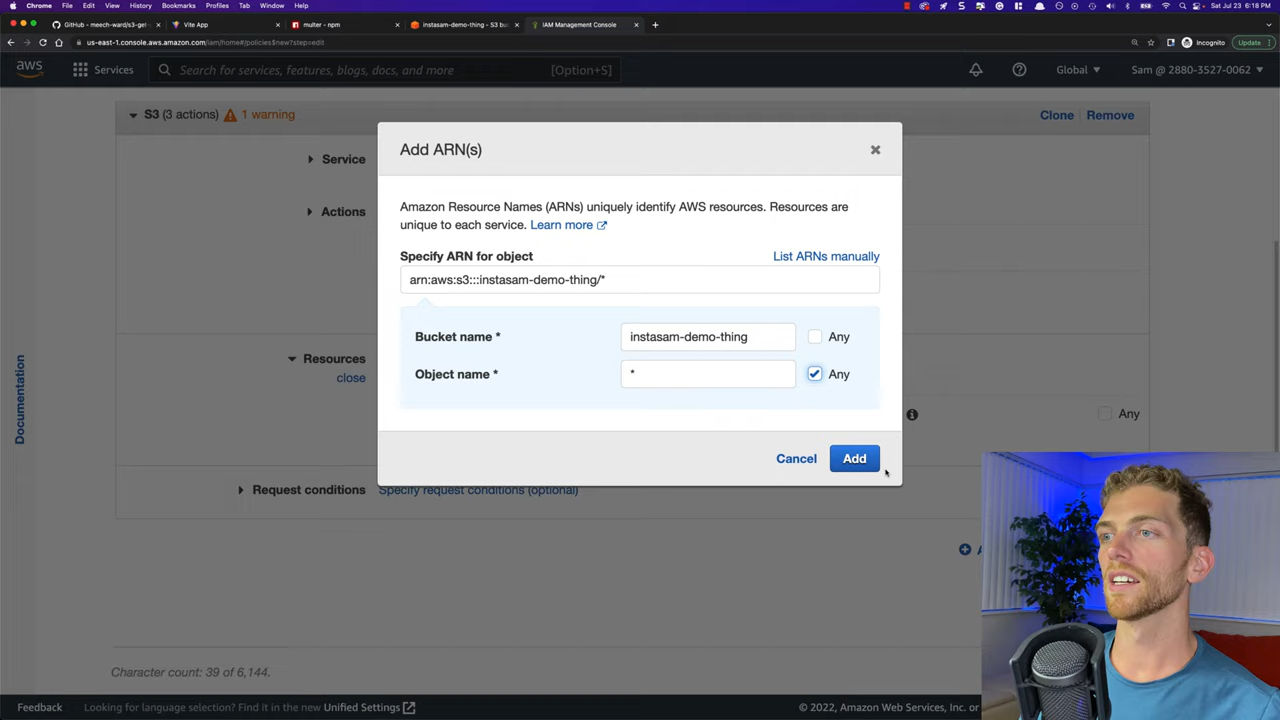 Chrome File Edit View History Bookmarks Profiles Tab Window Help
Sat Jul 23 6:18 PM
GitHub - meech-ward/s3-get-
Vite App
multer - npm
instasam-demo-thing - S3 buc
IAM Management Console
us-east-1.console.aws.amazon.com/iam/home#/policies$new?step=edit
Incognito
Update
aws
Services
Search for services, features, blogs, docs, and more
[Option+S]
Global
Sam @ 2880-3527-0062
S3 (3 actions) 1 warning
Clone
Remove
Add ARN(s)
Service
Amazon Resource Names (ARNs) uniquely identify AWS resources. Resources are
unique to each service. Learn more
Actions
Specify ARN for object
List ARNs manually
arn:aws:s3:::instasam-demo-thing/*
Bucket name *
instasam-demo-thing
Any
Resources
close
Object name *
*
Any
Documentation
Any
Cancel
Add
Request conditions
Specify request conditions (optional)
Character count: 39 of 6,144.
Feedback
Looking for language selection? Find it in the new Unified Settings
© 2022, Amazon Web Services, Inc. or